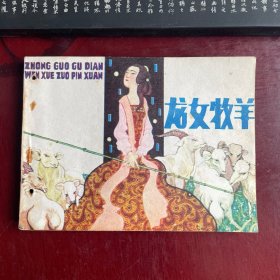 ZHONG GUO GU DIAN
WEN XUE ZUO PIN XUAN
龙女牧羊